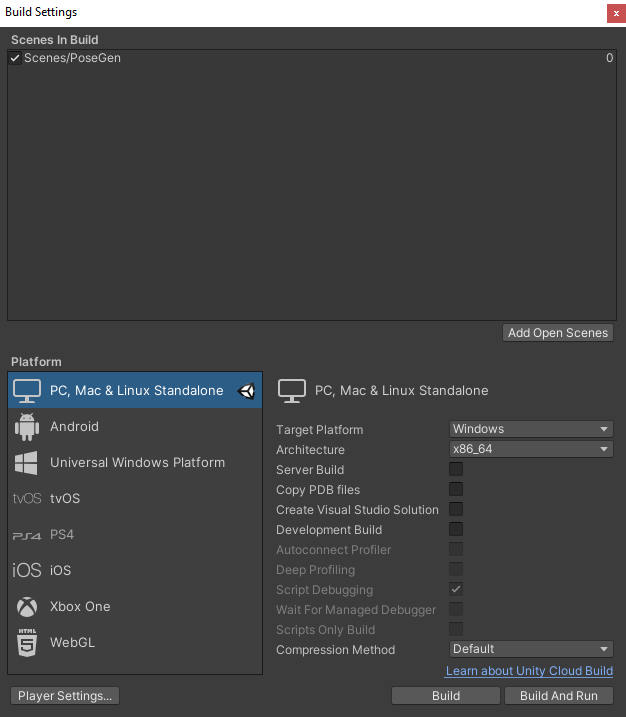 Build Settings
x
Scenes In Build
Scenes/PoseGen 0
Add Open Scenes
Platform
PC, Mac & Linux Standalone
Android
Universal Windows Platform
tvOS tvOS
PS4 PS4
iOS iOS
Xbox One
HTML 5 WebGL
PC, Mac & Linux Standalone
Target Platform Windows
Architecture x86_64
Server Build
Copy PDB files
Create Visual Studio Solution
Development Build
Autoconnect Profiler
Deep Profiling
Script Debugging
Wait For Managed Debugger
Scripts Only Build
Compression Method Default
Learn about Unity Cloud Build
Player Settings... Build Build And Run